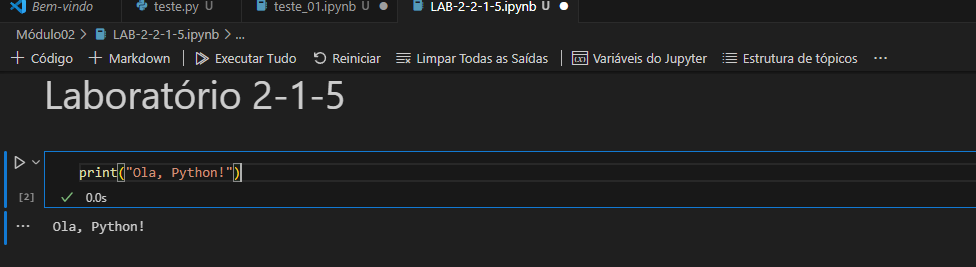 Bem-vindo teste.py U teste_01.ipynb U LAB-2-2-1-5.ipynb U
Módulo02 > LAB-2-2-1-5.ipynb > ...
+ Código + Markdown Executar Tudo Reiniciar Limpar Todas as Saídas Variáveis do Jupyter Estrutura de tópicos ...
Laboratório 2-1-5
print("Ola, Python!")
[2] 0.0s
... Ola, Python!